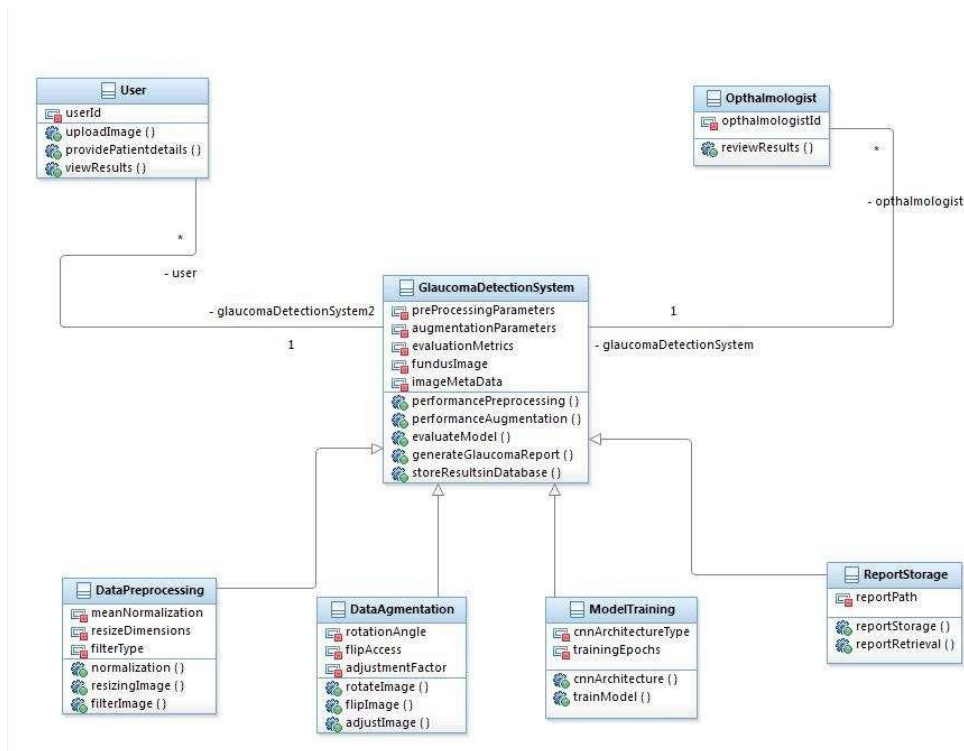 User
userId
uploadImage ( )
providePatientdetails ( )
viewResults ( )
Opthalmologist
opthalmologistId
reviewResults ( )
*
- opthalmologist
*
- user
- glaucomaDetectionSystem2
1
GlaucomaDetectionSystem
preProcessingParameters
augmentationParameters
evaluationMetrics
fundusImage
imageMetaData
performancePreprocessing ( )
performanceAugmentation ( )
evaluateModel ( )
generateGlaucomaReport ( )
storeResultsinDatabase ( )
1
- glaucomaDetectionSystem
DataPreprocessing
meanNormalization
resizeDimensions
filterType
normalization ( )
resizingImage ( )
filterImage ( )
DataAgmentation
rotationAngle
flipAccess
adjustmentFactor
rotateImage ( )
flipImage ( )
adjustImage ( )
ModelTraining
cnnArchitectureType
trainingEpochs
cnnArchitecture ( )
trainModel ( )
ReportStorage
reportPath
reportStorage ( )
reportRetrieval ( )